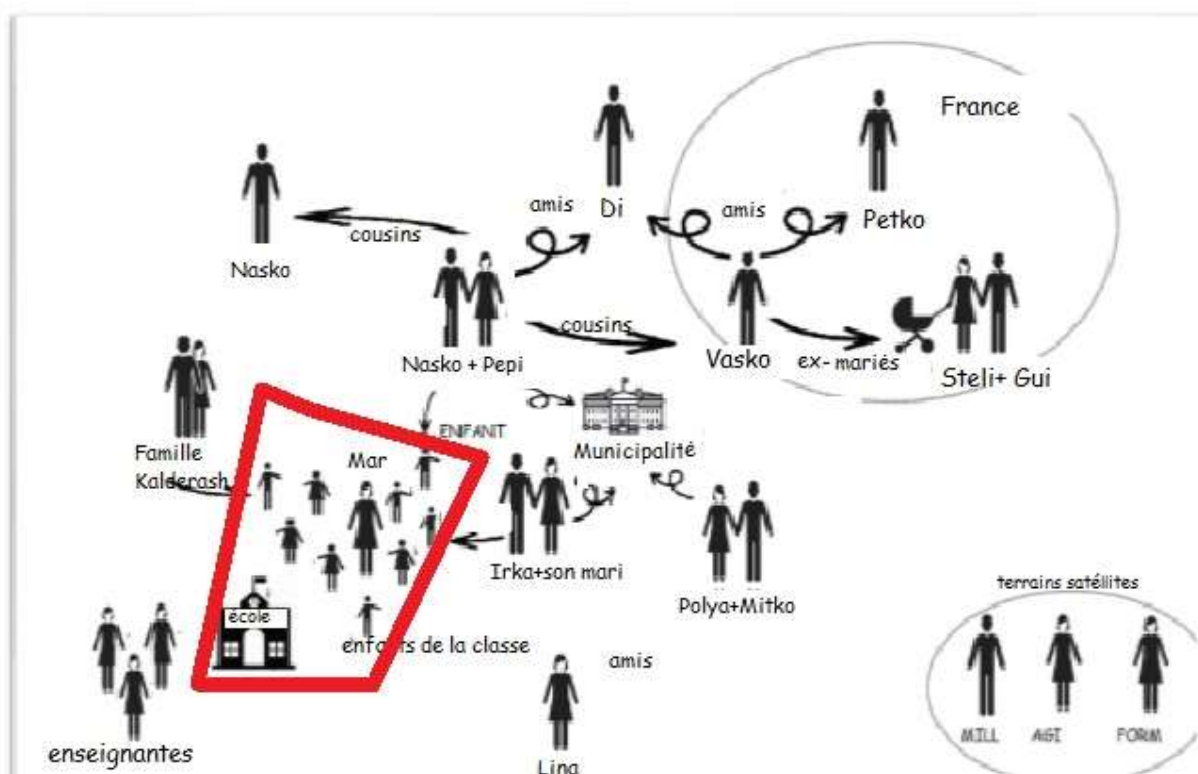 France
amis
Di
amis
Petko
cousins
Nasko
cousins
Nasko + Pepi
Vasko
ex-mariés
Steli+ Gui
ENFANT
Municipalité
Famille
Kalderash
Mar
Irka+son mari
Polya+Mitko
terrains satéllites
école
enfants de la classe
amis
MILL AGI FORM
enseignantes
Lina